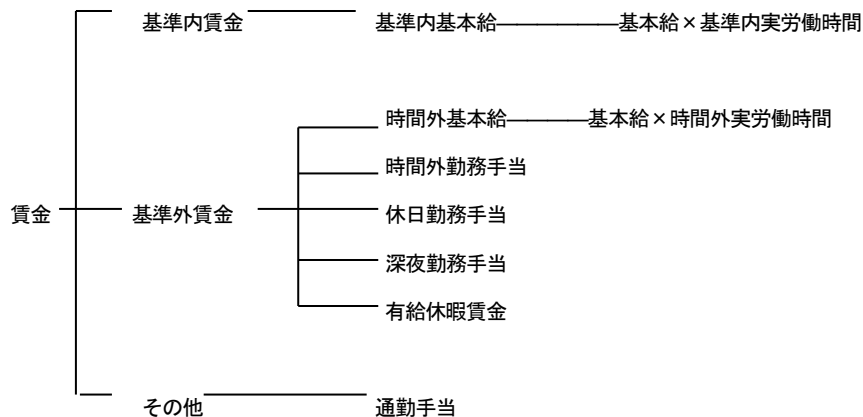 基準内賃金 基準内基本給 基本給×基準内実労働時間
時間外基本給 基本給×時間外実労働時間
時間外勤務手当
賃金 基準外賃金 休日勤務手当
深夜勤務手当
有給休暇賃金
その他 通勤手当